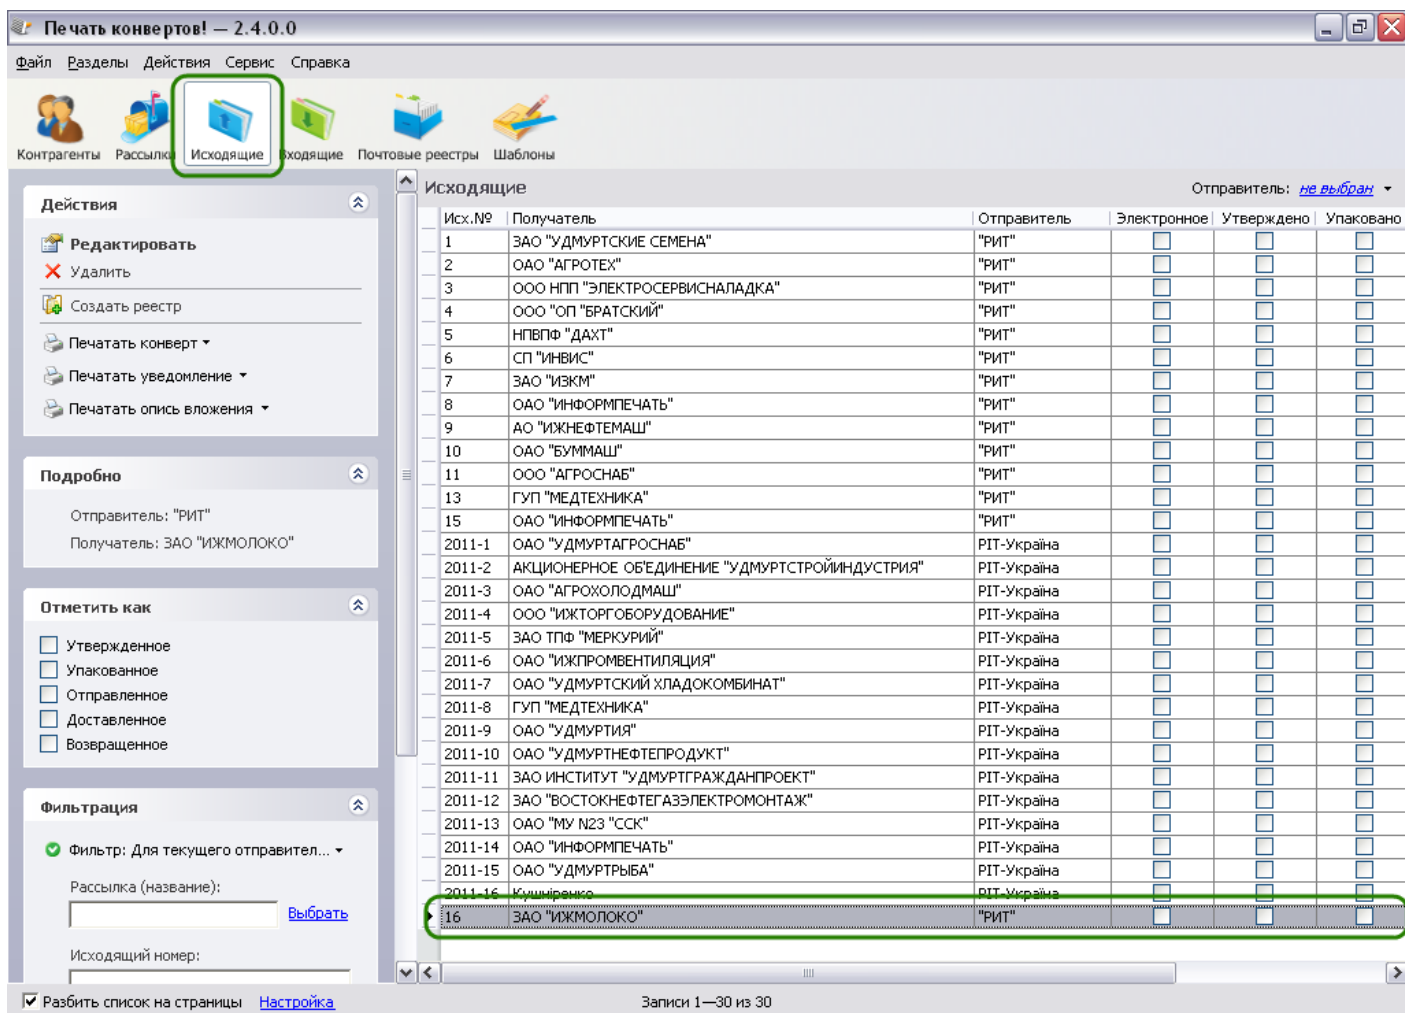 Печать конвертов! — 2.4.0.0
Файл Разделы Действия Сервис Справка
Контрагенты Рассылки Исходящие Входящие Почтовые реестры Шаблоны
Действия
Редактировать
Удалить
Создать реестр
Печатать конверт
Печатать уведомление
Печатать опись вложения
Подробно
Отправитель: "РИТ"
Получатель: ЗАО "ИЖМОЛОКО"
Отметить как
Утвержденное
Упакованное
Отправленное
Доставленное
Возвращенное
Фильтрация
Фильтр: Для текущего отправител...
Рассылка (название):
Выбрать
Исходящий номер:
Исходящие Отправитель: не выбран
Исх.№ Получатель Отправитель Электронное Утверждено Упаковано
1 ЗАО "УДМУРТСКИЕ СЕМЕНА" "РИТ"
2 ОАО "АГРОТЕХ" "РИТ"
3 ООО НПП "ЭЛЕКТРОСЕРВИСНАЛАДКА" "РИТ"
4 ООО "ОП "БРАТСКИЙ" "РИТ"
5 НПВПФ "ДАХТ" "РИТ"
6 СП "ИНВИС" "РИТ"
7 ЗАО "ИЗКМ" "РИТ"
8 ОАО "ИНФОРМПЕЧАТЬ" "РИТ"
9 АО "ИЖНЕФТЕМАШ" "РИТ"
10 ОАО "БУММАШ" "РИТ"
11 ООО "АГРОСНАБ" "РИТ"
13 ГУП "МЕДТЕХНИКА" "РИТ"
15 ОАО "ИНФОРМПЕЧАТЬ" "РИТ"
2011-1 ОАО "УДМУРТАГРОСНАБ" РІТ-Україна
2011-2 АКЦИОНЕРНОЕ ОБ'ЕДИНЕНИЕ "УДМУРТСТРОЙИНДУСТРИЯ" РІТ-Україна
2011-3 ОАО "АГРОХОЛОДМАШ" РІТ-Україна
2011-4 ООО "ИЖТОРГОБОРУДОВАНИЕ" РІТ-Україна
2011-5 ЗАО ТПФ "МЕРКУРИЙ" РІТ-Україна
2011-6 ОАО "ИЖПРОМВЕНТИЛЯЦИЯ" РІТ-Україна
2011-7 ОАО "УДМУРТСКИЙ ХЛАДОКОМБИНАТ" РІТ-Україна
2011-8 ГУП "МЕДТЕХНИКА" РІТ-Україна
2011-9 ОАО "УДМУРТИЯ" РІТ-Україна
2011-10 ОАО "УДМУРТНЕФТЕПРОДУКТ" РІТ-Україна
2011-11 ЗАО ИНСТИТУТ "УДМУРТГРАЖДАНПРОЕКТ" РІТ-Україна
2011-12 ЗАО "ВОСТОКНЕФТЕГАЗЭЛЕКТРОМОНТАЖ" РІТ-Україна
2011-13 ОАО "МУ N23 "ССК" РІТ-Україна
2011-14 ОАО "ИНФОРМПЕЧАТЬ" РІТ-Україна
2011-15 ОАО "УДМУРТРЫБА" РІТ-Україна
2011-16 Кушніренко РІТ-Україна
16 ЗАО "ИЖМОЛОКО" "РИТ"
Разбить список на страницы Настройка Записи 1—30 из 30